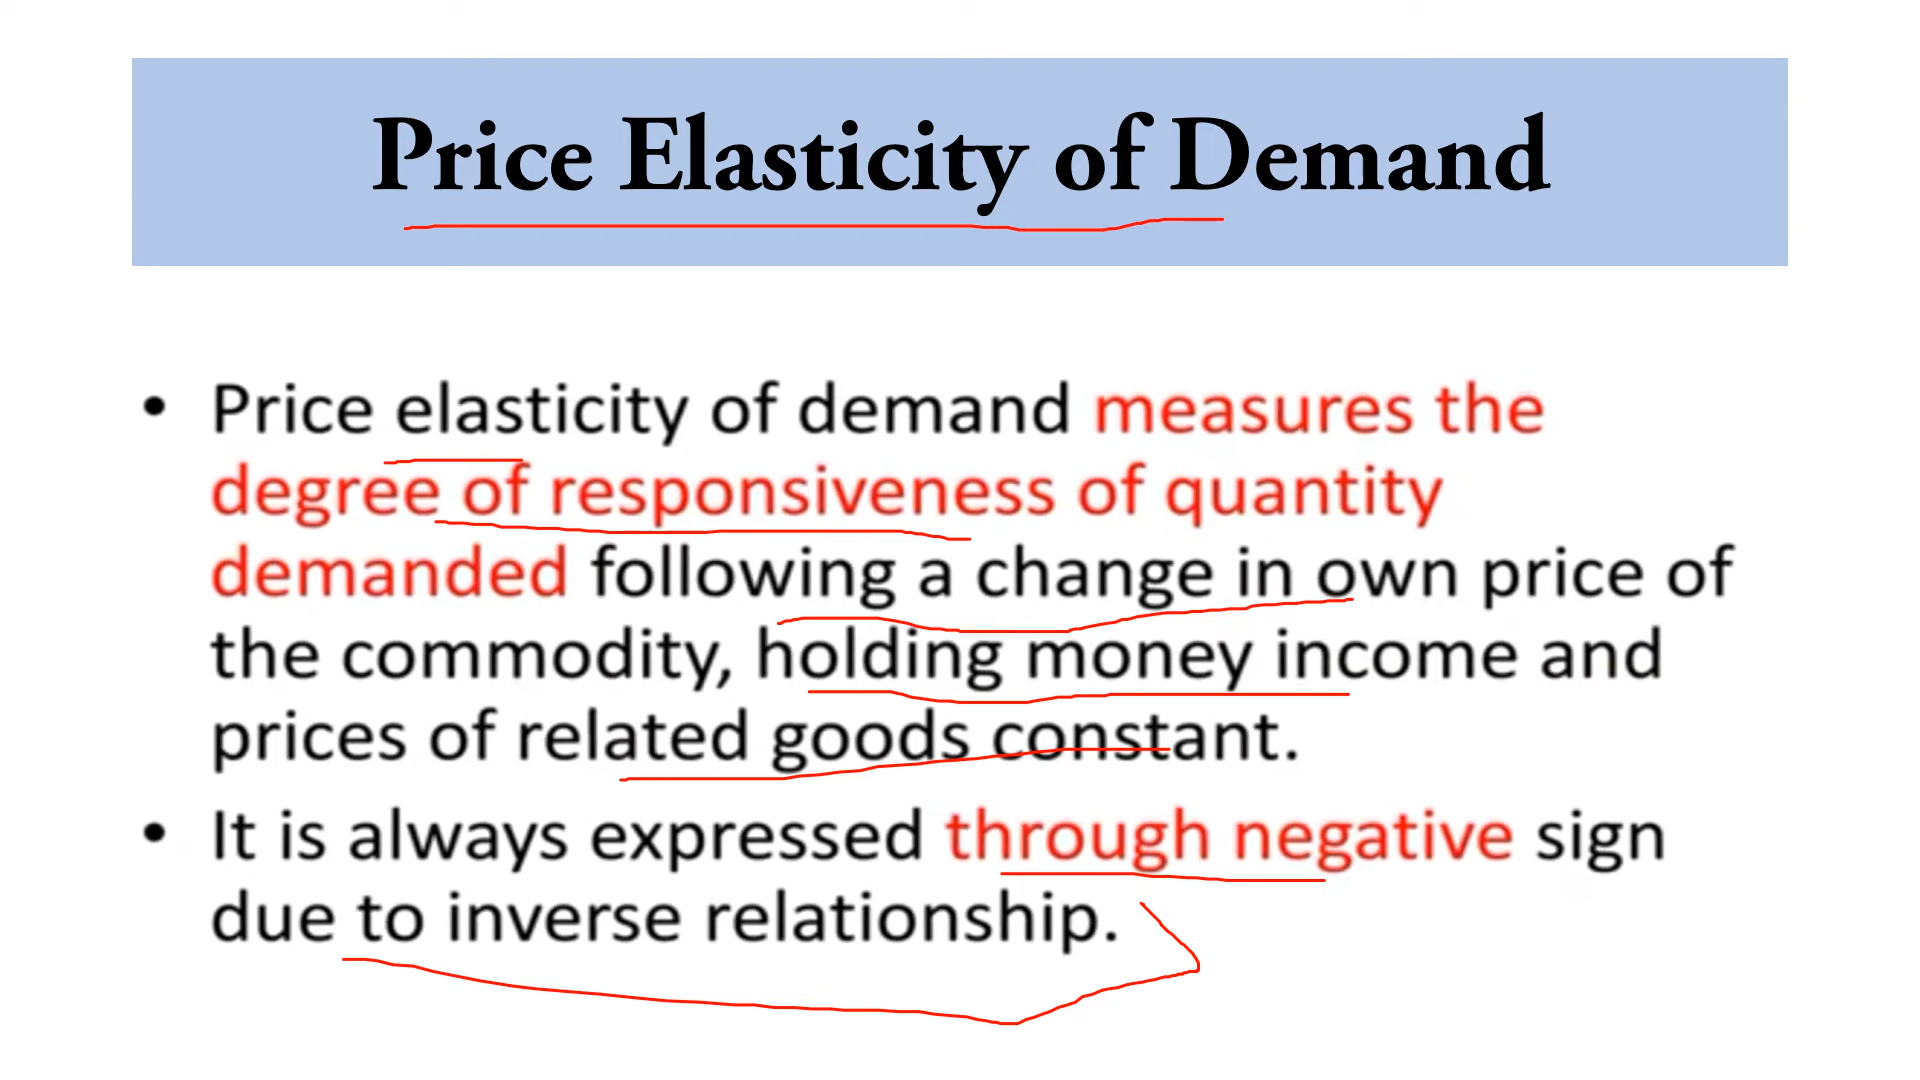 Price Elasticity of Demand
• Price elasticity of demand measures the
degree of responsiveness of quantity
demanded following a change in own price of
the commodity, holding money income and
prices of related goods constant.
• It is always expressed through negative sign
due to inverse relationship.